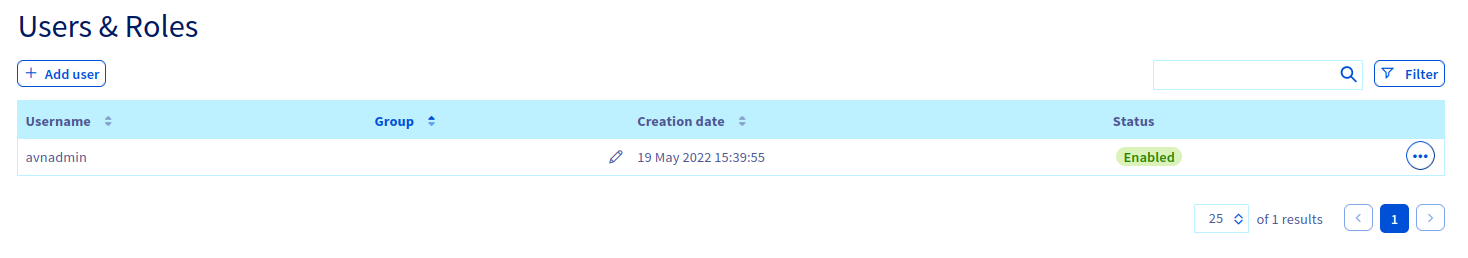 Users & Roles
Add user
Filter
Username Group Creation date Status
avnadmin 19 May 2022 15:39:55 Enabled
25 of 1 results 1